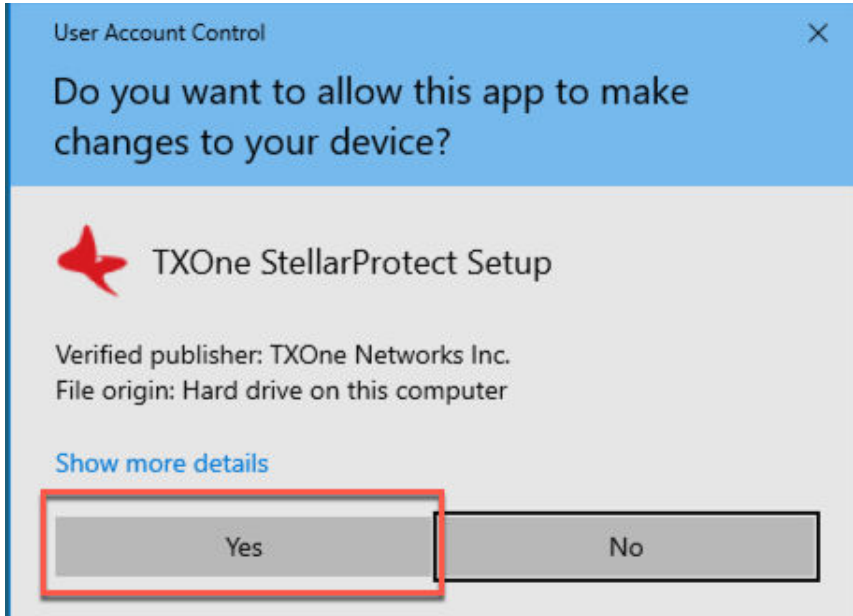 User Account Control
Do you want to allow this app to make
changes to your device?
TXOne StellarProtect Setup
Verified publisher: TXOne Networks Inc.
File origin: Hard drive on this computer
Show more details
Yes
No